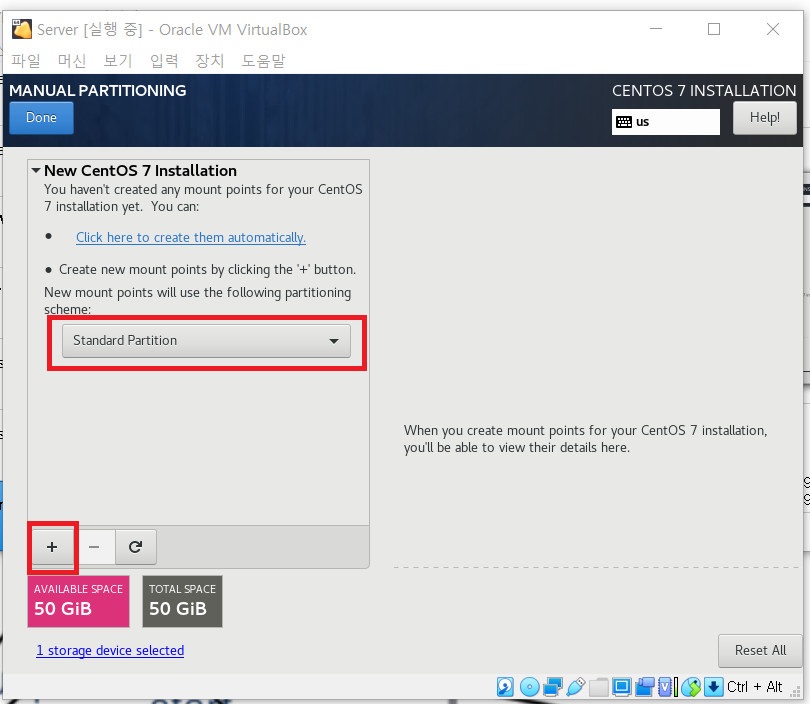 Server [실행 중] - Oracle VM VirtualBox
파일 머신 보기 입력 장치 도움말
MANUAL PARTITIONING
CENTOS 7 INSTALLATION
Done
us
Help!
New CentOS 7 Installation
You haven't created any mount points for your CentOS
7 installation yet. You can:
• Click here to create them automatically.
• Create new mount points by clicking the '+' button.
New mount points will use the following partitioning
scheme:
Standard Partition
When you create mount points for your CentOS 7 installation,
you'll be able to view their details here.
+ −
AVAILABLE SPACE
50 GiB
TOTAL SPACE
50 GiB
1 storage device selected
Reset All
Ctrl + Alt